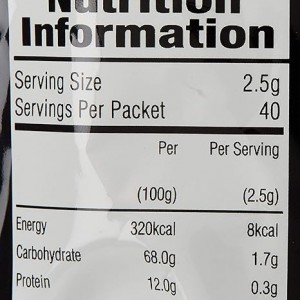 Nutrition
Information
Serving Size 2.5g
Servings Per Packet 40
Per Per Serving
(100g) (2.5g)
Energy 320kcal 8kcal
Carbohydrate 68.0g 1.7g
Protein 12.0g 0.3g